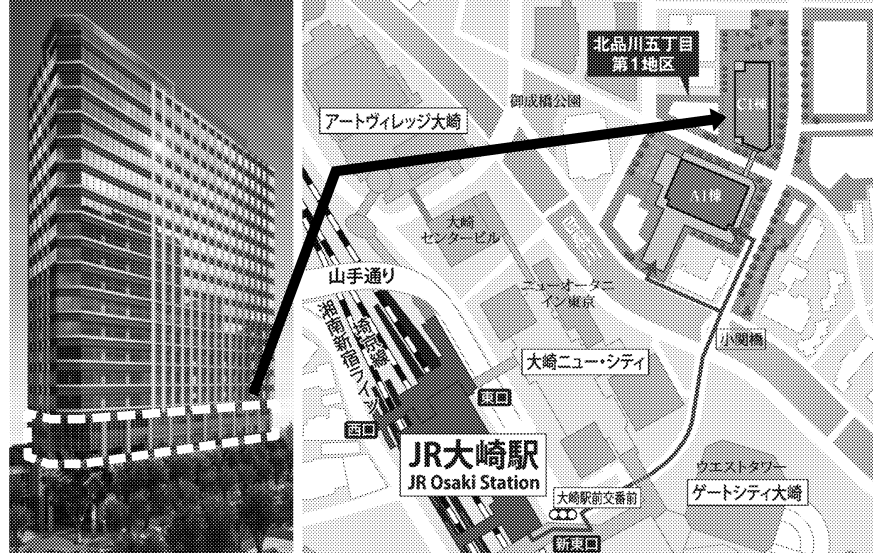 北品川五丁目
第1地区
C1棟
御成橋公園
アートヴィレッジ大崎
A1棟
大崎
センタービル
目黒川
山手通り
ニューオータニ
イン東京
埼京線
湘南新宿ライン
小関橋
大崎ニュー・シティ
東口
西口
JR大崎駅
JR Osaki Station
ウエストタワー
ゲートシティ大崎
大崎駅前交番前
新東口